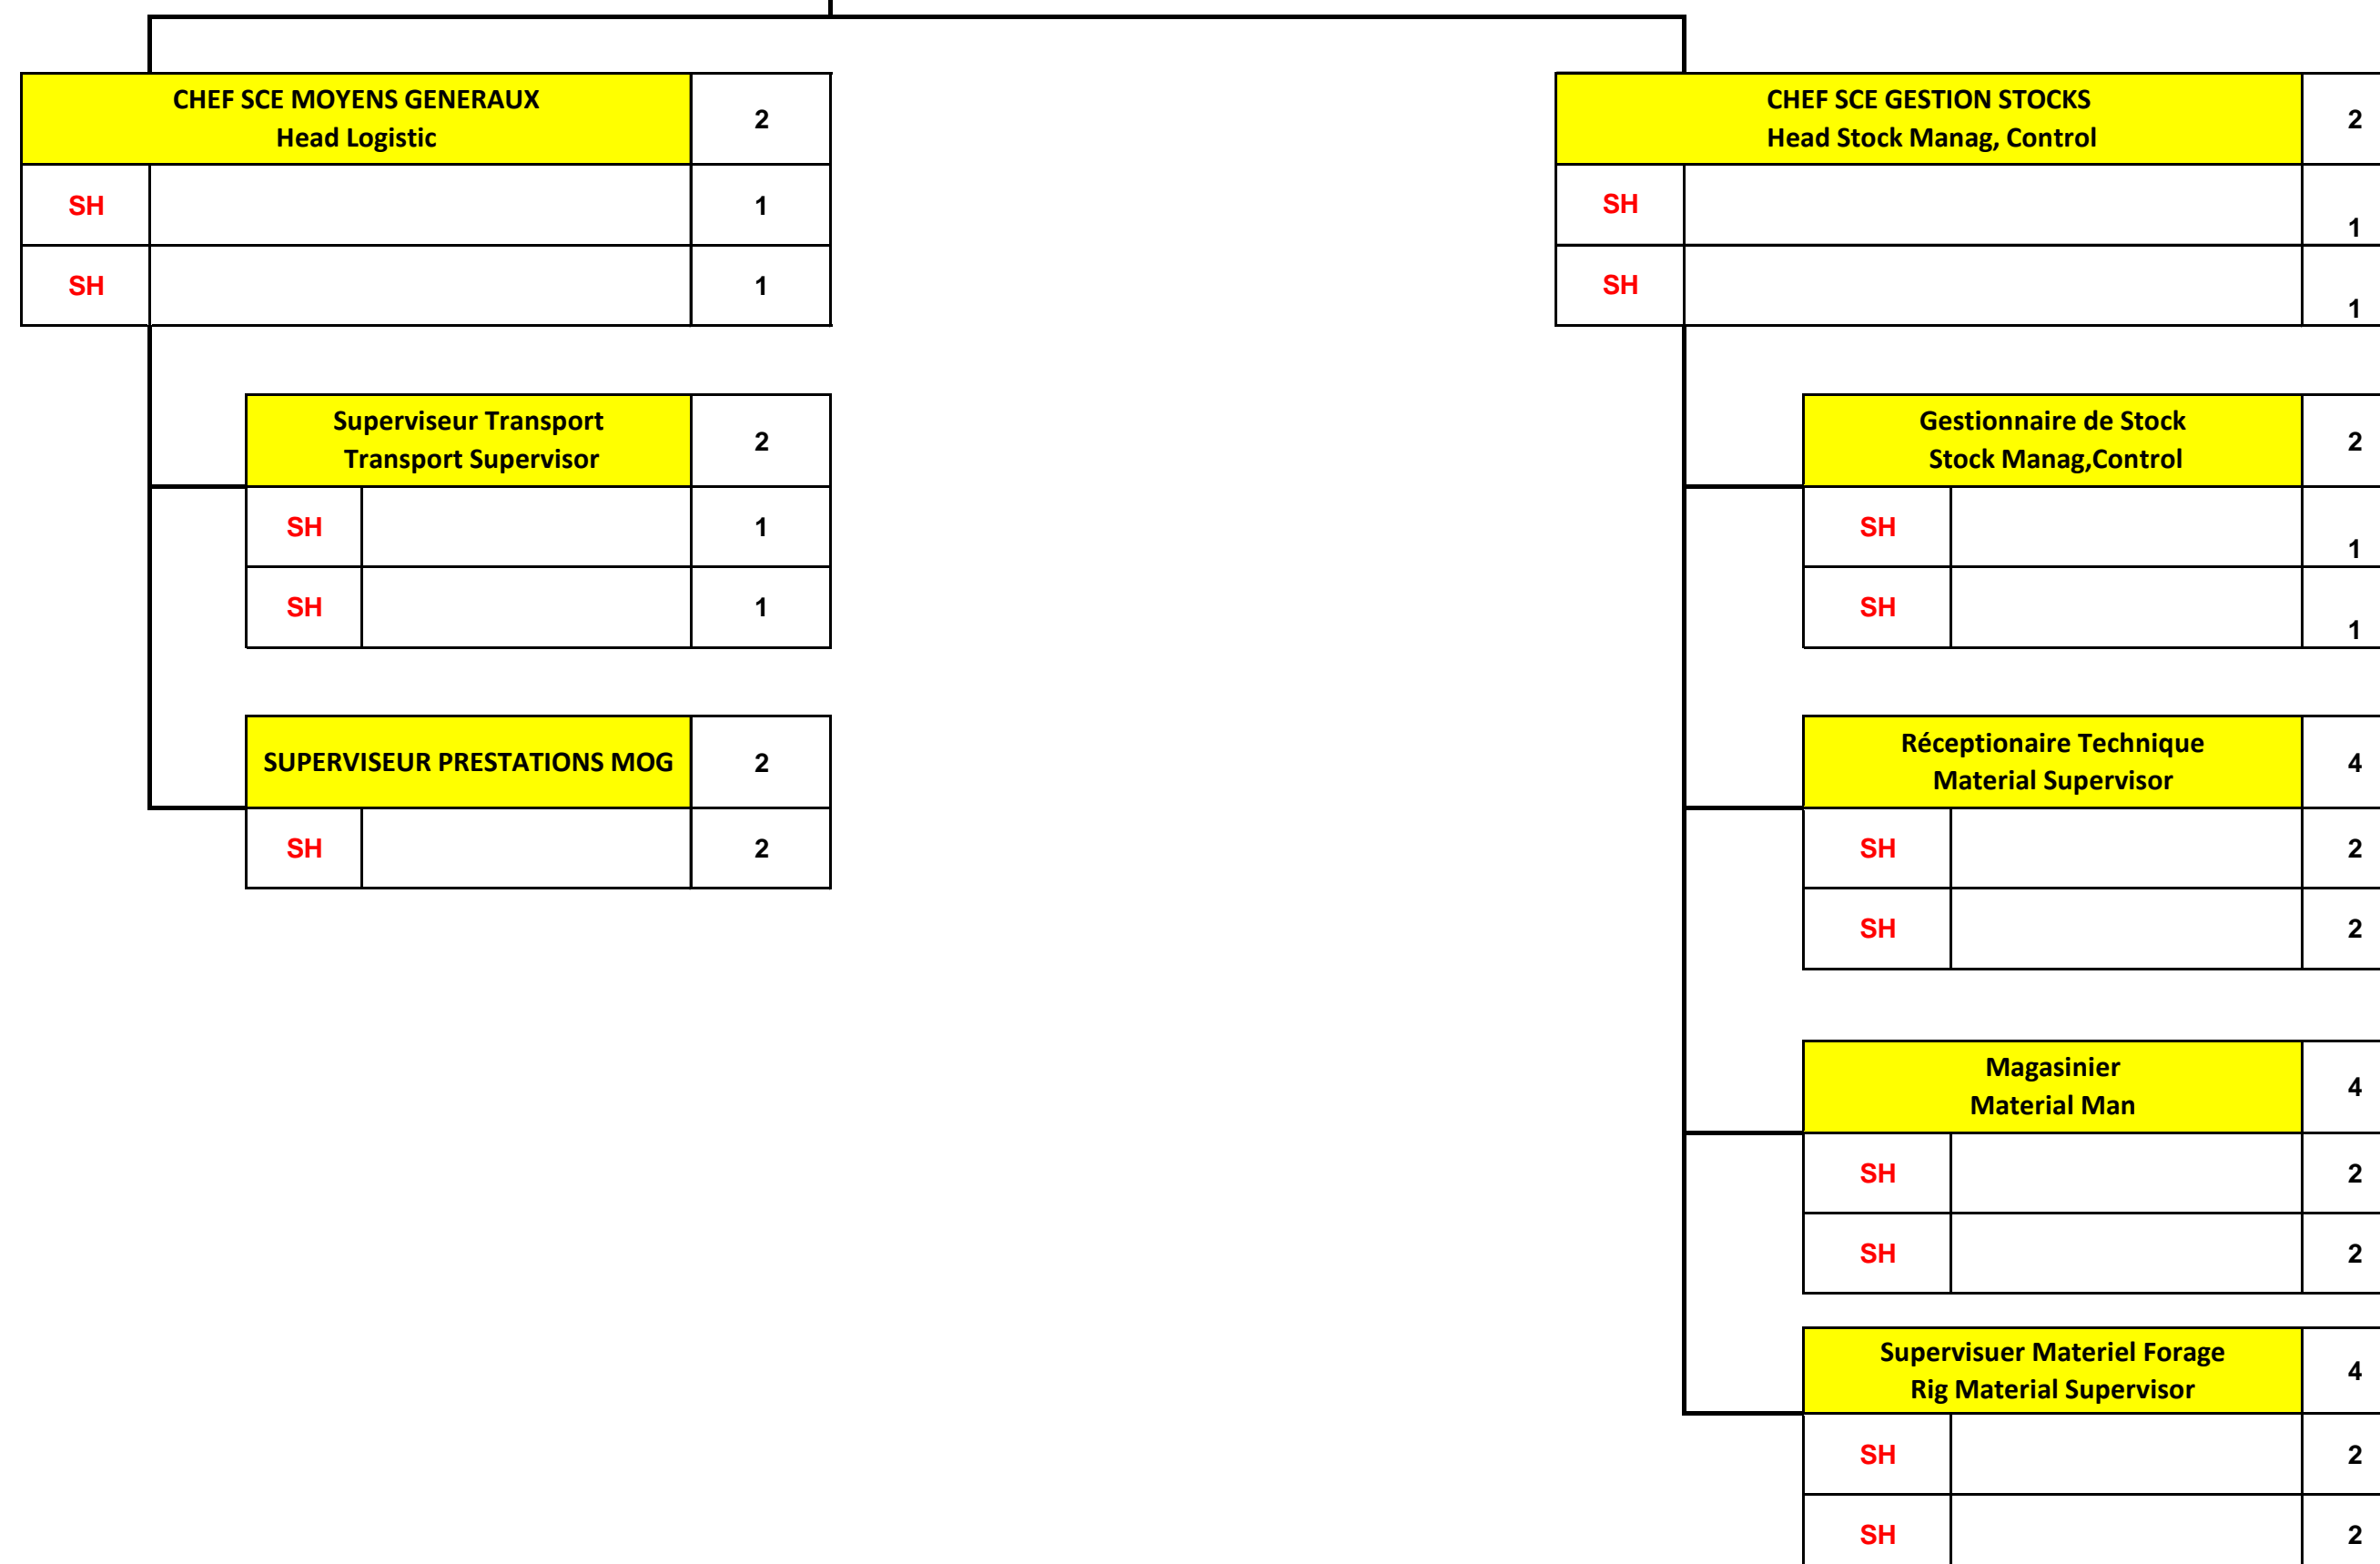 CHEF SCE MOYENS GENERAUX
Head Logistic
2
SH
1
SH
1
Superviseur Transport
Transport Supervisor
2
SH
1
SH
1
SUPERVISEUR PRESTATIONS MOG
2
SH
2
CHEF SCE GESTION STOCKS
Head Stock Manag, Control
2
SH
1
SH
1
Gestionnaire de Stock
Stock Manag,Control
2
SH
1
SH
1
Réceptionaire Technique
Material Supervisor
4
SH
2
SH
2
Magasinier
Material Man
4
SH
2
SH
2
Supervisuer Materiel Forage
Rig Material Supervisor
4
SH
2
SH
2